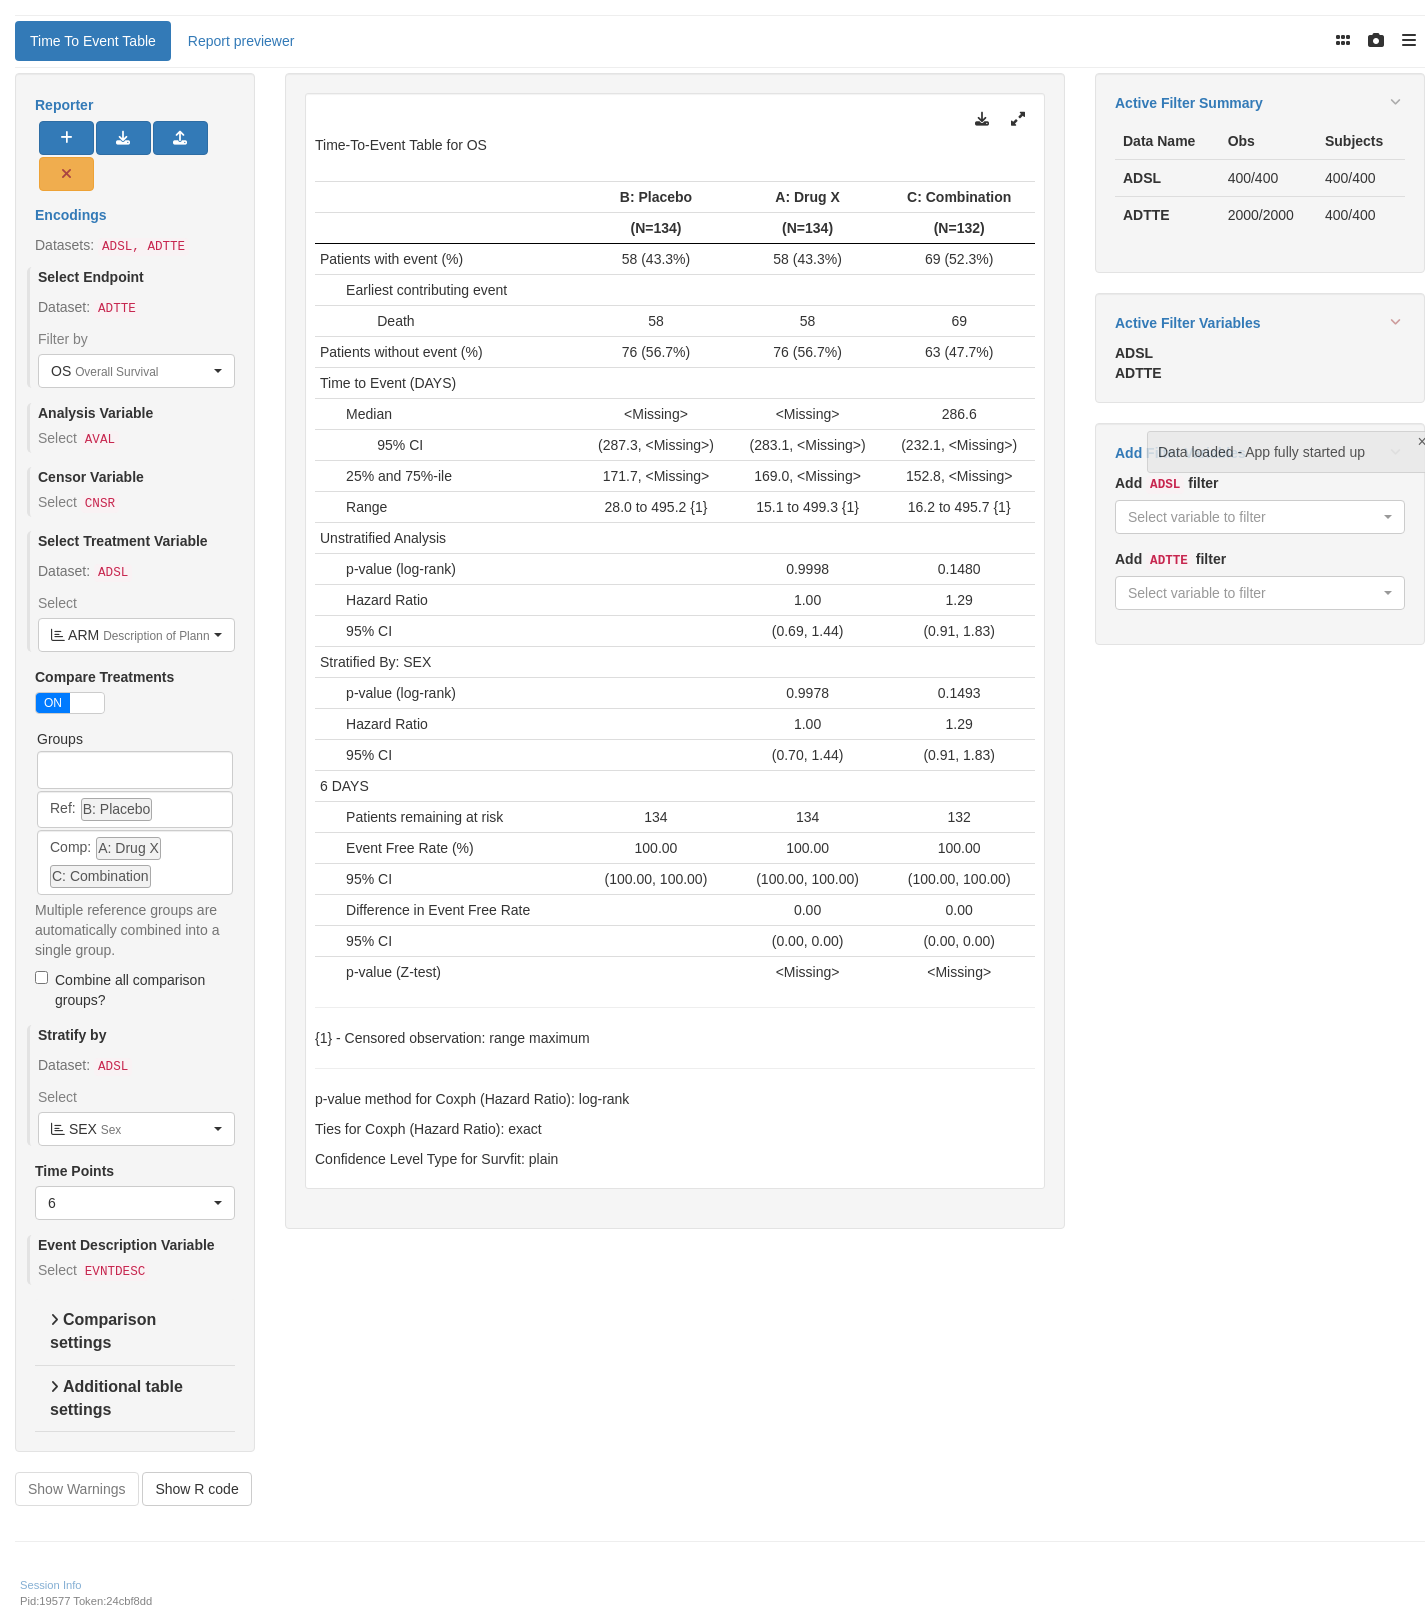 Time To Event Table
Report previewer
Reporter
Encodings
Datasets: ADSL, ADTTE
Select Endpoint
Dataset: ADTTE
Filter by
OS Overall Survival
Analysis Variable
Select AVAL
Censor Variable
Select CNSR
Select Treatment Variable
Dataset: ADSL
Select
ARM Description of Plann
Compare Treatments
ON
Groups
Ref: B: Placebo
Comp: A: Drug X
C: Combination
Multiple reference groups are
automatically combined into a
single group.
Combine all comparison
groups?
Stratify by
Dataset: ADSL
Select
SEX Sex
Time Points
6
Event Description Variable
Select EVNTDESC
Comparison
settings
Additional table
settings
Show Warnings
Show R code
Time-To-Event Table for OS
B: Placebo A: Drug X C: Combination
(N=134) (N=134) (N=132)
Patients with event (%) 58 (43.3%) 58 (43.3%) 69 (52.3%)
Earliest contributing event
Death 58 58 69
Patients without event (%) 76 (56.7%) 76 (56.7%) 63 (47.7%)
Time to Event (DAYS)
Median <Missing> <Missing> 286.6
95% CI (287.3, <Missing>) (283.1, <Missing>) (232.1, <Missing>)
25% and 75%-ile 171.7, <Missing> 169.0, <Missing> 152.8, <Missing>
Range 28.0 to 495.2 {1} 15.1 to 499.3 {1} 16.2 to 495.7 {1}
Unstratified Analysis
p-value (log-rank) 0.9998 0.1480
Hazard Ratio 1.00 1.29
95% CI (0.69, 1.44) (0.91, 1.83)
Stratified By: SEX
p-value (log-rank) 0.9978 0.1493
Hazard Ratio 1.00 1.29
95% CI (0.70, 1.44) (0.91, 1.83)
6 DAYS
Patients remaining at risk 134 134 132
Event Free Rate (%) 100.00 100.00 100.00
95% CI (100.00, 100.00) (100.00, 100.00) (100.00, 100.00)
Difference in Event Free Rate 0.00 0.00
95% CI (0.00, 0.00) (0.00, 0.00)
p-value (Z-test) <Missing> <Missing>
{1} - Censored observation: range maximum
p-value method for Coxph (Hazard Ratio): log-rank
Ties for Coxph (Hazard Ratio): exact
Confidence Level Type for Survfit: plain
Active Filter Summary
Data Name Obs Subjects
ADSL 400/400 400/400
ADTTE 2000/2000 400/400
Active Filter Variables
ADSL
ADTTE
Add
Data loaded - App fully started up
×
Add ADSL filter
Select variable to filter
Add ADTTE filter
Select variable to filter
Session Info
Pid:19577 Token:24cbf8dd